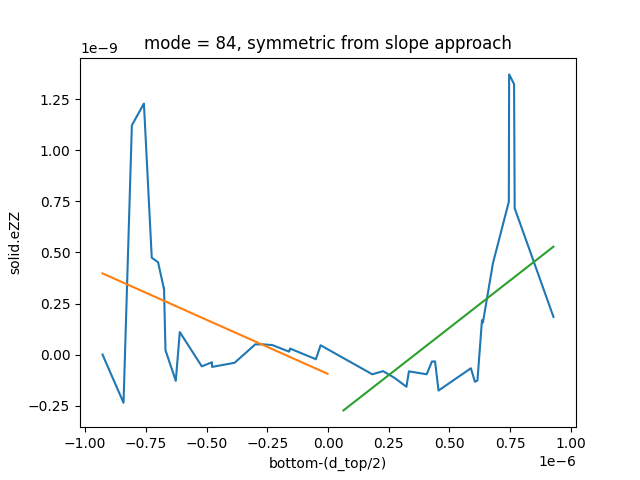 mode = 84, symmetric from slope approach
1e−9
1.25
1.00
0.75
0.50
0.25
0.00
−0.25
solid.eZZ
−1.00 −0.75 −0.50 −0.25 0.00 0.25 0.50 0.75 1.00
1e−6
bottom-(d_top/2)